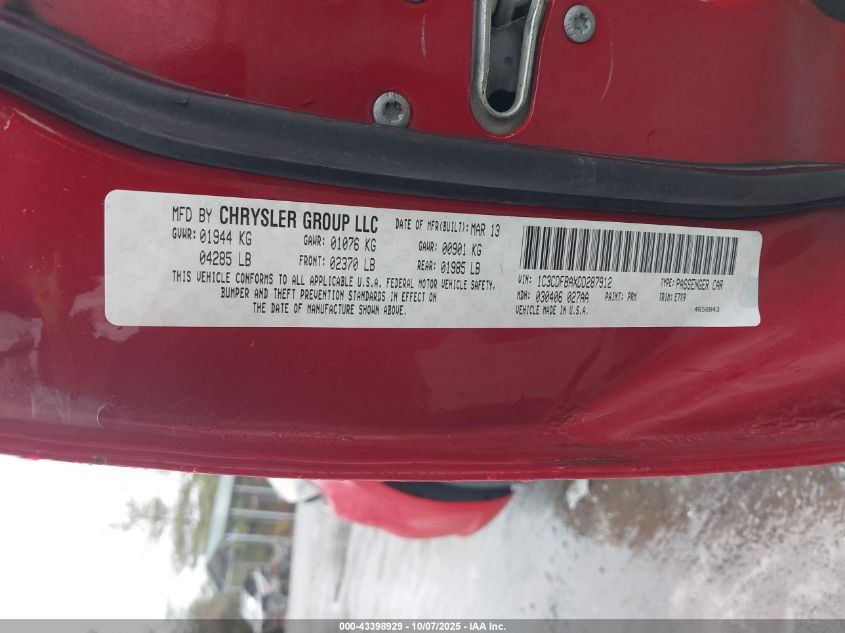 MFD BY CHRYSLER GROUP LLC DATE OF MFR(BUILT): MAR 13
GVWR: 01944 KG GAWR: 01076 KG GAWR: 00901 KG
04285 LB FRONT: 02370 LB REAR: 01985 LB
THIS VEHICLE CONFORMS TO ALL APPLICABLE U.S.A. FEDERAL MOTOR VEHICLE SAFETY,
BUMPER AND THEFT PREVENTION STANDARDS IN EFFECT ON
THE DATE OF MANUFACTURE SHOWN ABOVE.
VIN: 1C3CDFBAXDD287912 TYPE: PASSENGER CAR
MDH: 030406 027AA PAINT: PRM TRIM: E7X9
VEHICLE MADE IN U.S.A. 4658843
000-43398929 - 10/07/2025 - IAA Inc.